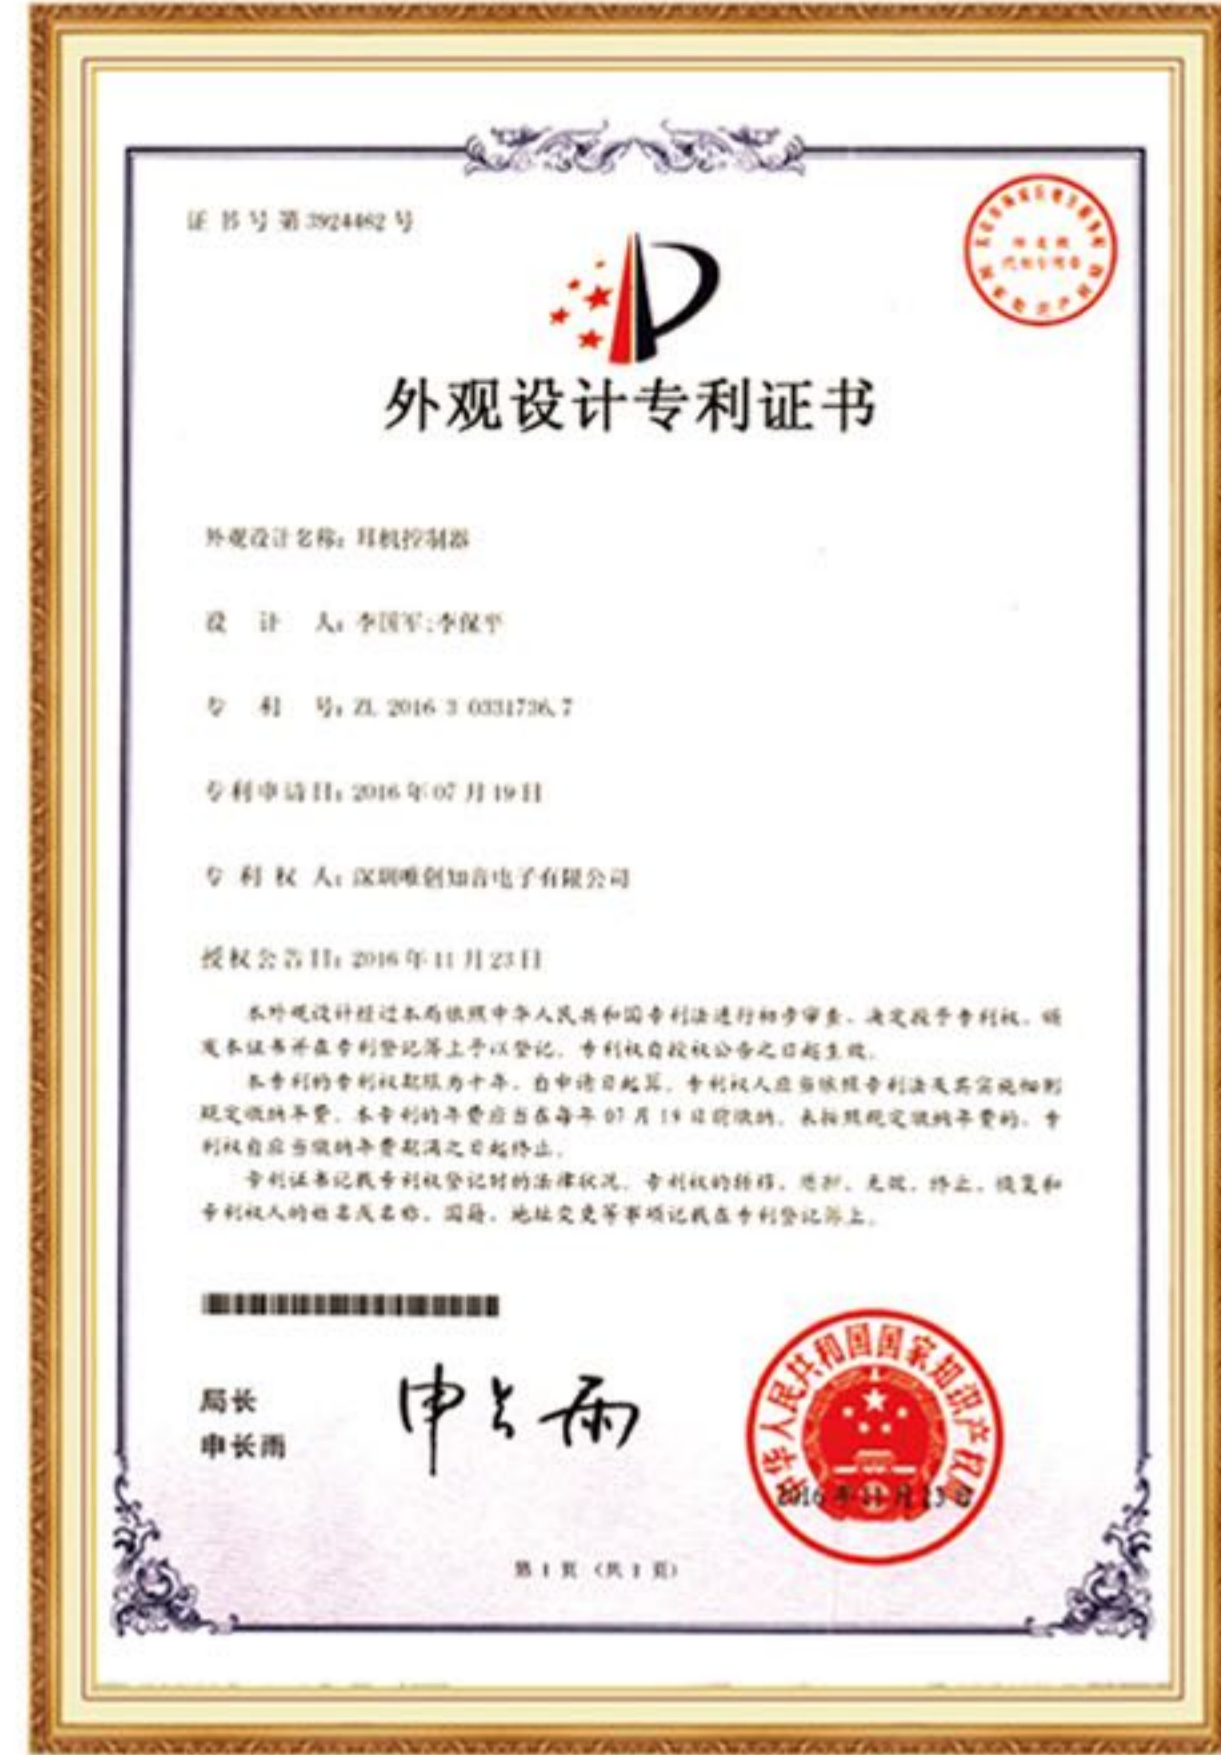 证书号第3924462号
外观设计专利证书
外观设计名称：耳机控制器
设 计 人：李国军;李保平
专 利 号：ZL 2016 3 0331736.7
专利申请日：2016年07月19日
专 利 权 人：深圳唯创知音电子有限公司
授权公告日：2016年11月23日
本外观设计经过本局依照中华人民共和国专利法进行初步审查，决定授予专利权，颁
发本证书并在专利登记簿上予以登记。专利权自授权公告之日起生效。
本专利的专利权期限为十年，自申请日起算。专利权人应当依照专利法及其实施细则
规定缴纳年费。本专利的年费应当在每年07月19日前缴纳。未按照规定缴纳年费的，专
利权自应当缴纳年费期满之日起终止。
专利证书记载专利权登记时的法律状况。专利权的转移、质押、无效、终止、恢复和
专利权人的姓名或名称、国籍、地址变更等事项记载在专利登记簿上。
局长
申长雨
申长雨
中华人民共和国国家知识产权局
2016年11月23日
第1页（共1页）